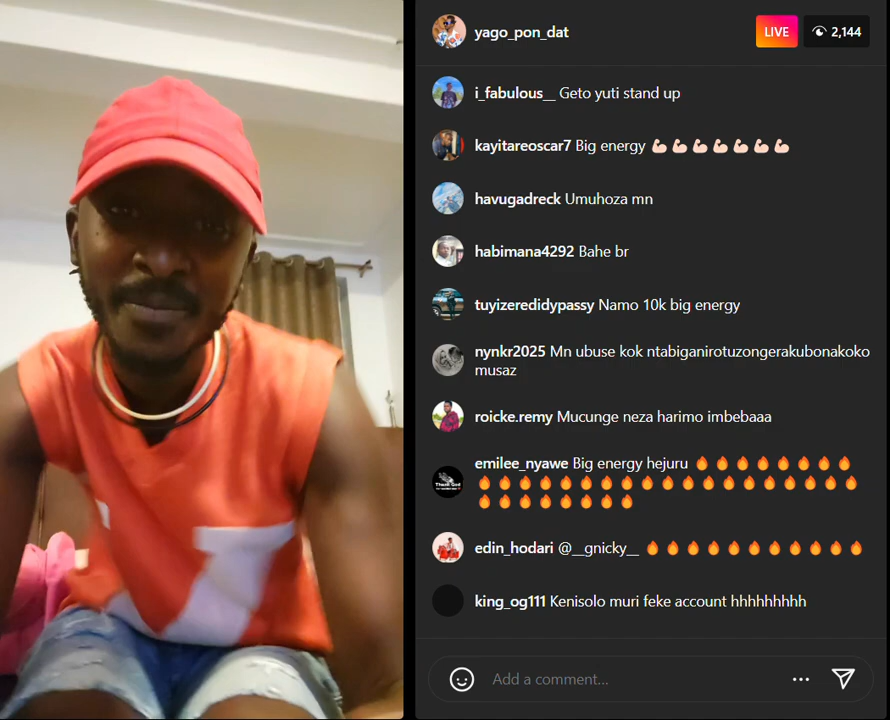 yago_pon_dat
LIVE
2,144
i_fabulous__ Geto yuti stand up
kayitareoscar7 Big energy 💪🏻💪🏻💪🏻💪🏻💪🏻💪🏻💪🏻
havugadreck Umuhoza mn
habimana4292 Bahe br
tuyizeredidypassy Namo 10k big energy
nynkr2025 Mn ubuse kok ntabiganirotuzongerakubonakoko
musaz
roicke.remy Mucunge neza harimo imbebaaa
emilee_nyawe Big energy hejuru 🔥🔥🔥🔥🔥🔥🔥🔥
🔥🔥🔥🔥🔥🔥🔥🔥🔥🔥🔥🔥🔥🔥🔥🔥🔥🔥🔥
🔥🔥🔥🔥🔥🔥🔥🔥
edin_hodari @__gnicky__ 🔥🔥🔥🔥🔥🔥🔥🔥🔥🔥🔥
king_og111 Kenisolo muri feke account hhhhhhhhh
Add a comment...